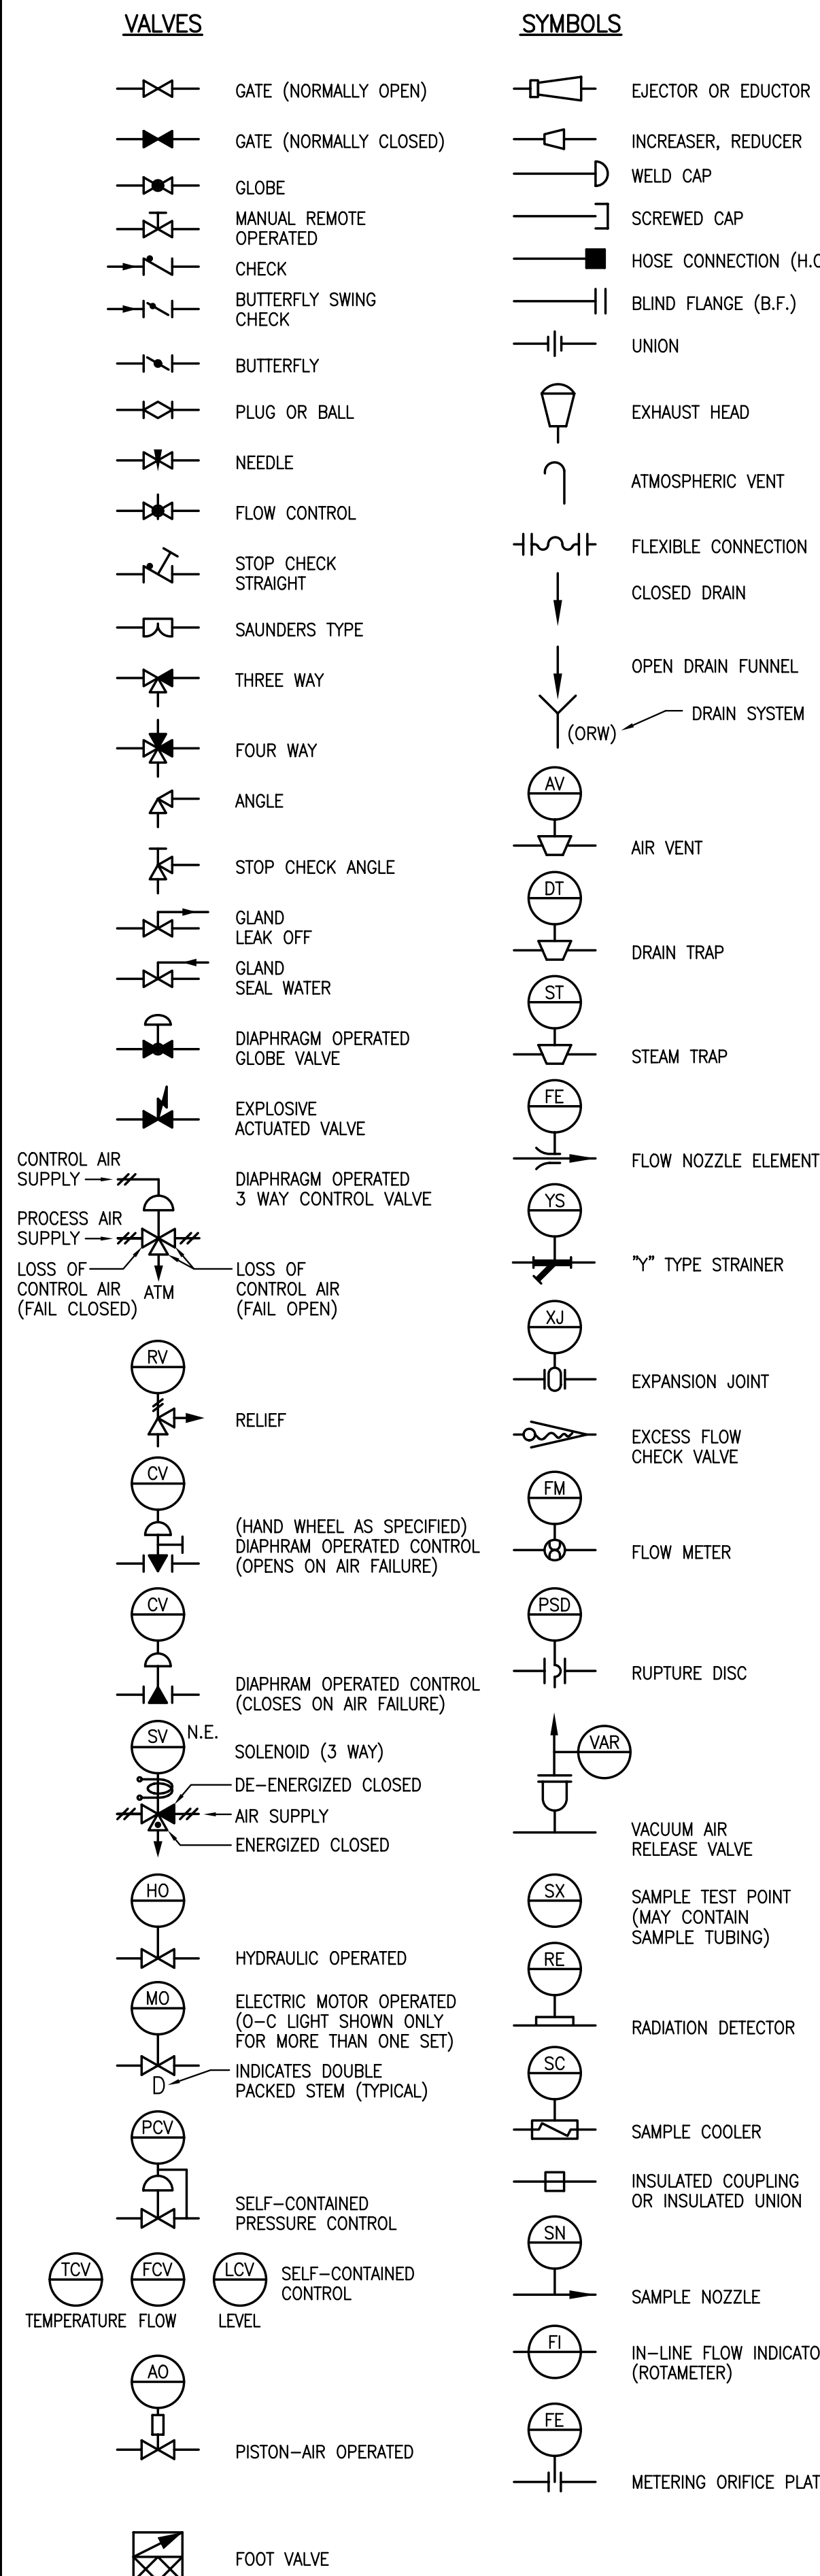 VALVES
GATE (NORMALLY OPEN)
GATE (NORMALLY CLOSED)
GLOBE
MANUAL REMOTE
OPERATED
CHECK
BUTTERFLY SWING
CHECK
BUTTERFLY
PLUG OR BALL
NEEDLE
FLOW CONTROL
STOP CHECK
STRAIGHT
SAUNDERS TYPE
THREE WAY
FOUR WAY
ANGLE
STOP CHECK ANGLE
GLAND
LEAK OFF
GLAND
SEAL WATER
DIAPHRAGM OPERATED
GLOBE VALVE
EXPLOSIVE
ACTUATED VALVE
CONTROL AIR
SUPPLY
DIAPHRAGM OPERATED
3 WAY CONTROL VALVE
PROCESS AIR
SUPPLY
LOSS OF
CONTROL AIR
(FAIL CLOSED)
ATM
LOSS OF
CONTROL AIR
(FAIL OPEN)
RV
RELIEF
CV
(HAND WHEEL AS SPECIFIED)
DIAPHRAM OPERATED CONTROL
(OPENS ON AIR FAILURE)
CV
DIAPHRAM OPERATED CONTROL
(CLOSES ON AIR FAILURE)
SV
N.E.
SOLENOID (3 WAY)
DE-ENERGIZED CLOSED
AIR SUPPLY
ENERGIZED CLOSED
HO
HYDRAULIC OPERATED
MO
ELECTRIC MOTOR OPERATED
(O-C LIGHT SHOWN ONLY
FOR MORE THAN ONE SET)
D
INDICATES DOUBLE
PACKED STEM (TYPICAL)
PCV
SELF-CONTAINED
PRESSURE CONTROL
TCV FCV LCV
SELF-CONTAINED
CONTROL
TEMPERATURE FLOW LEVEL
AO
PISTON-AIR OPERATED
FOOT VALVE
SYMBOLS
EJECTOR OR EDUCTOR
INCREASER, REDUCER
WELD CAP
SCREWED CAP
HOSE CONNECTION (H.C
BLIND FLANGE (B.F.)
UNION
EXHAUST HEAD
ATMOSPHERIC VENT
FLEXIBLE CONNECTION
CLOSED DRAIN
OPEN DRAIN FUNNEL
DRAIN SYSTEM
(ORW)
AV
AIR VENT
DT
DRAIN TRAP
ST
STEAM TRAP
FE
FLOW NOZZLE ELEMENT
YS
"Y" TYPE STRAINER
XJ
EXPANSION JOINT
EXCESS FLOW
CHECK VALVE
FM
FLOW METER
PSD
RUPTURE DISC
VAR
VACUUM AIR
RELEASE VALVE
SX
SAMPLE TEST POINT
(MAY CONTAIN
SAMPLE TUBING)
RE
RADIATION DETECTOR
SC
SAMPLE COOLER
INSULATED COUPLING
OR INSULATED UNION
SN
SAMPLE NOZZLE
FI
IN-LINE FLOW INDICATO
(ROTAMETER)
FE
METERING ORIFICE PLAT